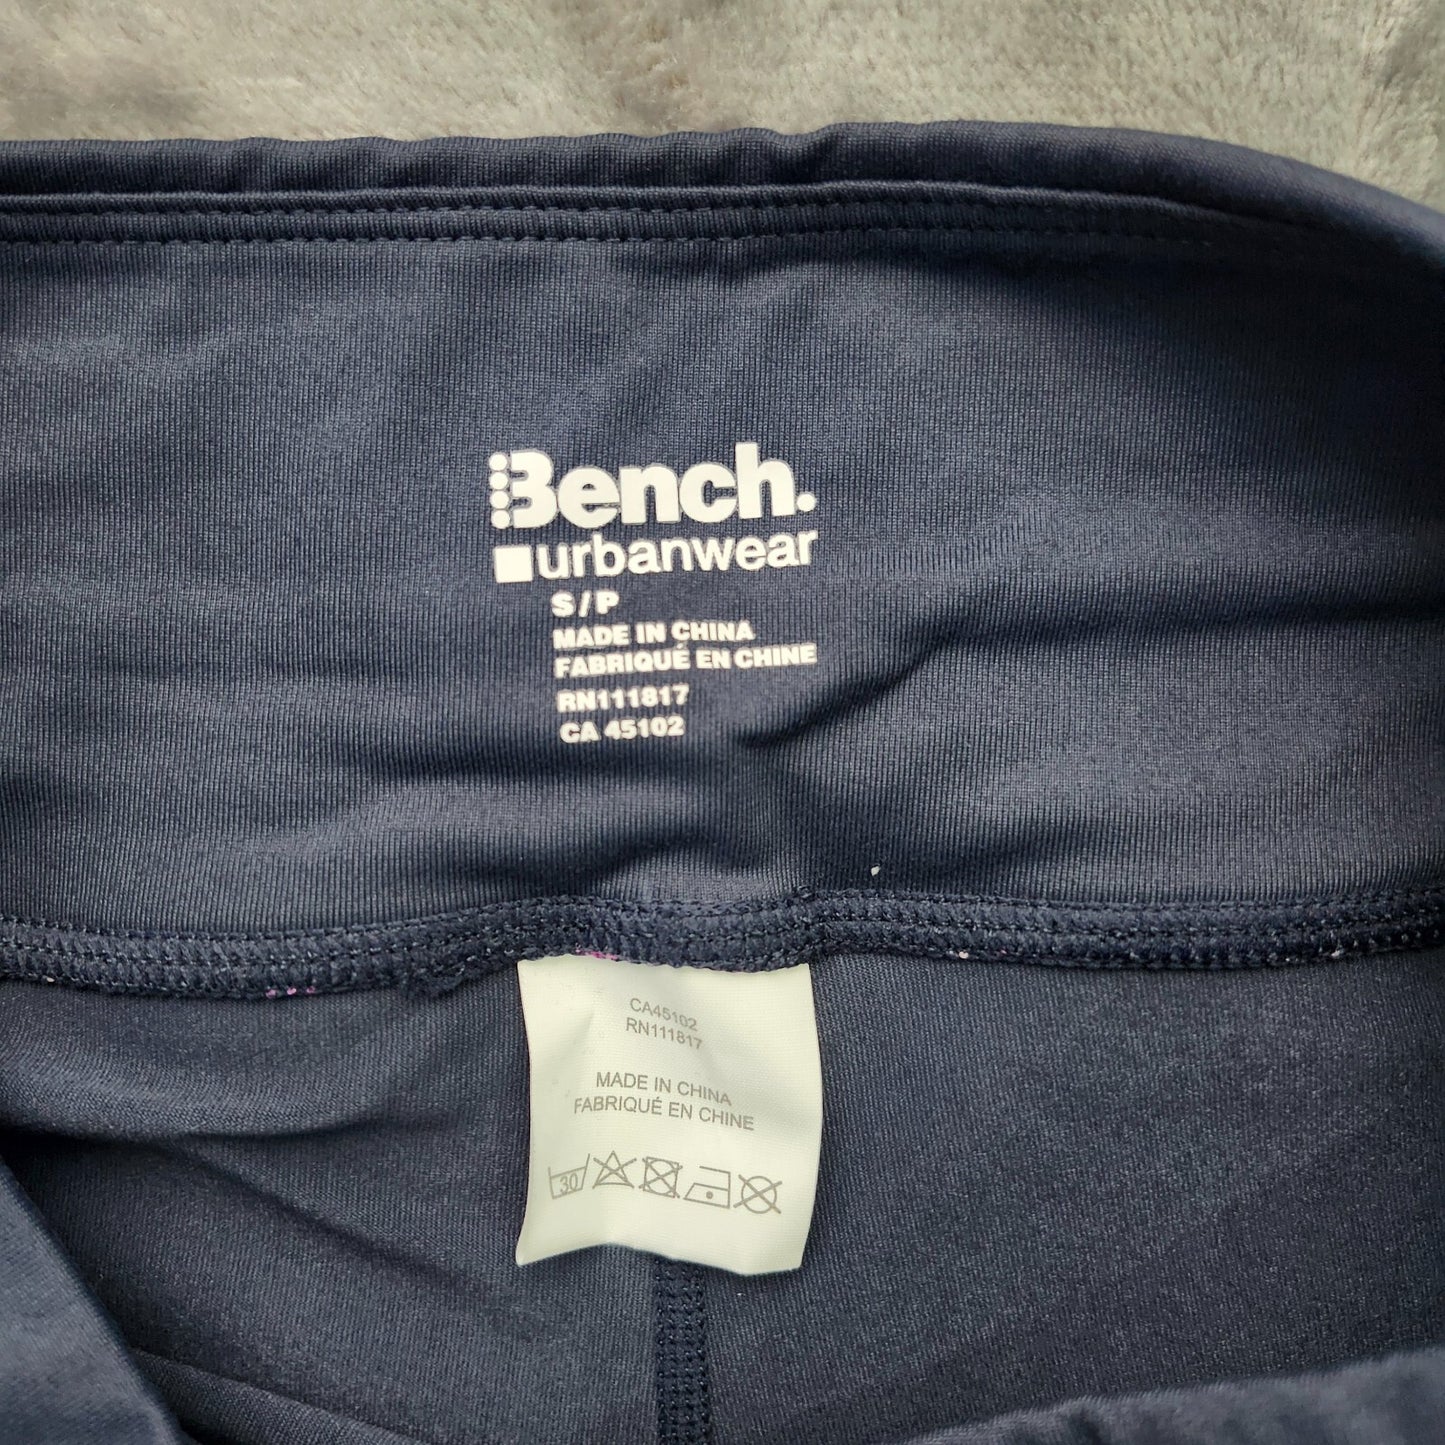 Bench.
urbanwear
S/P
MADE IN CHINA
FABRIQUÉ EN CHINE
RN111817
CA 45102
CA45102
RN111817
MADE IN CHINA
FABRIQUÉ EN CHINE
30